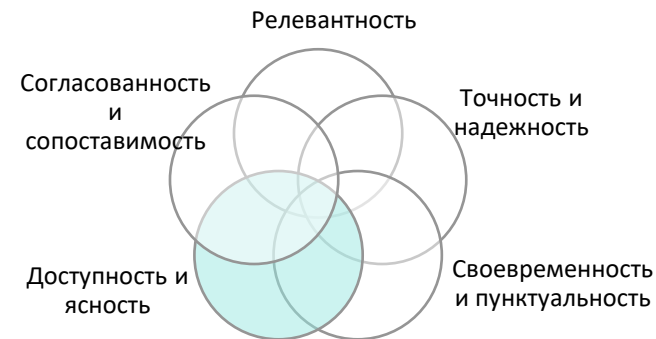 Релевантность
Согласованность
и
сопоставимость
Точность и
надежность
Доступность и
ясность
Своевременность
и пунктуальность